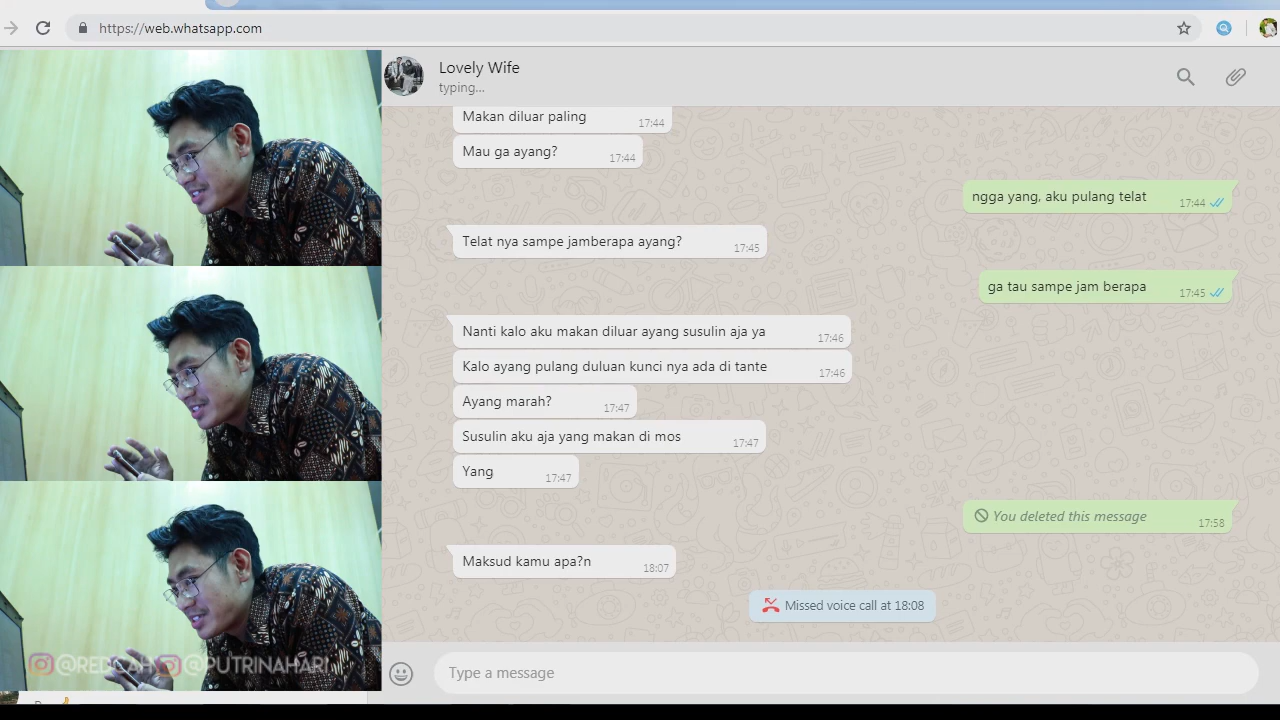 https://web.whatsapp.com
Lovely Wife
typing...
Makan diluar paling
17:44
Mau ga ayang?
17:44
ngga yang, aku pulang telat
17:44
Telat nya sampe jamberapa ayang?
17:45
ga tau sampe jam berapa
17:45
Nanti kalo aku makan diluar ayang susulin aja ya
17:46
Kalo ayang pulang duluan kunci nya ada di tante
17:46
Ayang marah?
17:47
Susulin aku aja yang makan di mos
17:47
Yang
17:47
You deleted this message
17:58
Maksud kamu apa?n
18:07
Missed voice call at 18:08
@PUTRINAHARI
Type a message